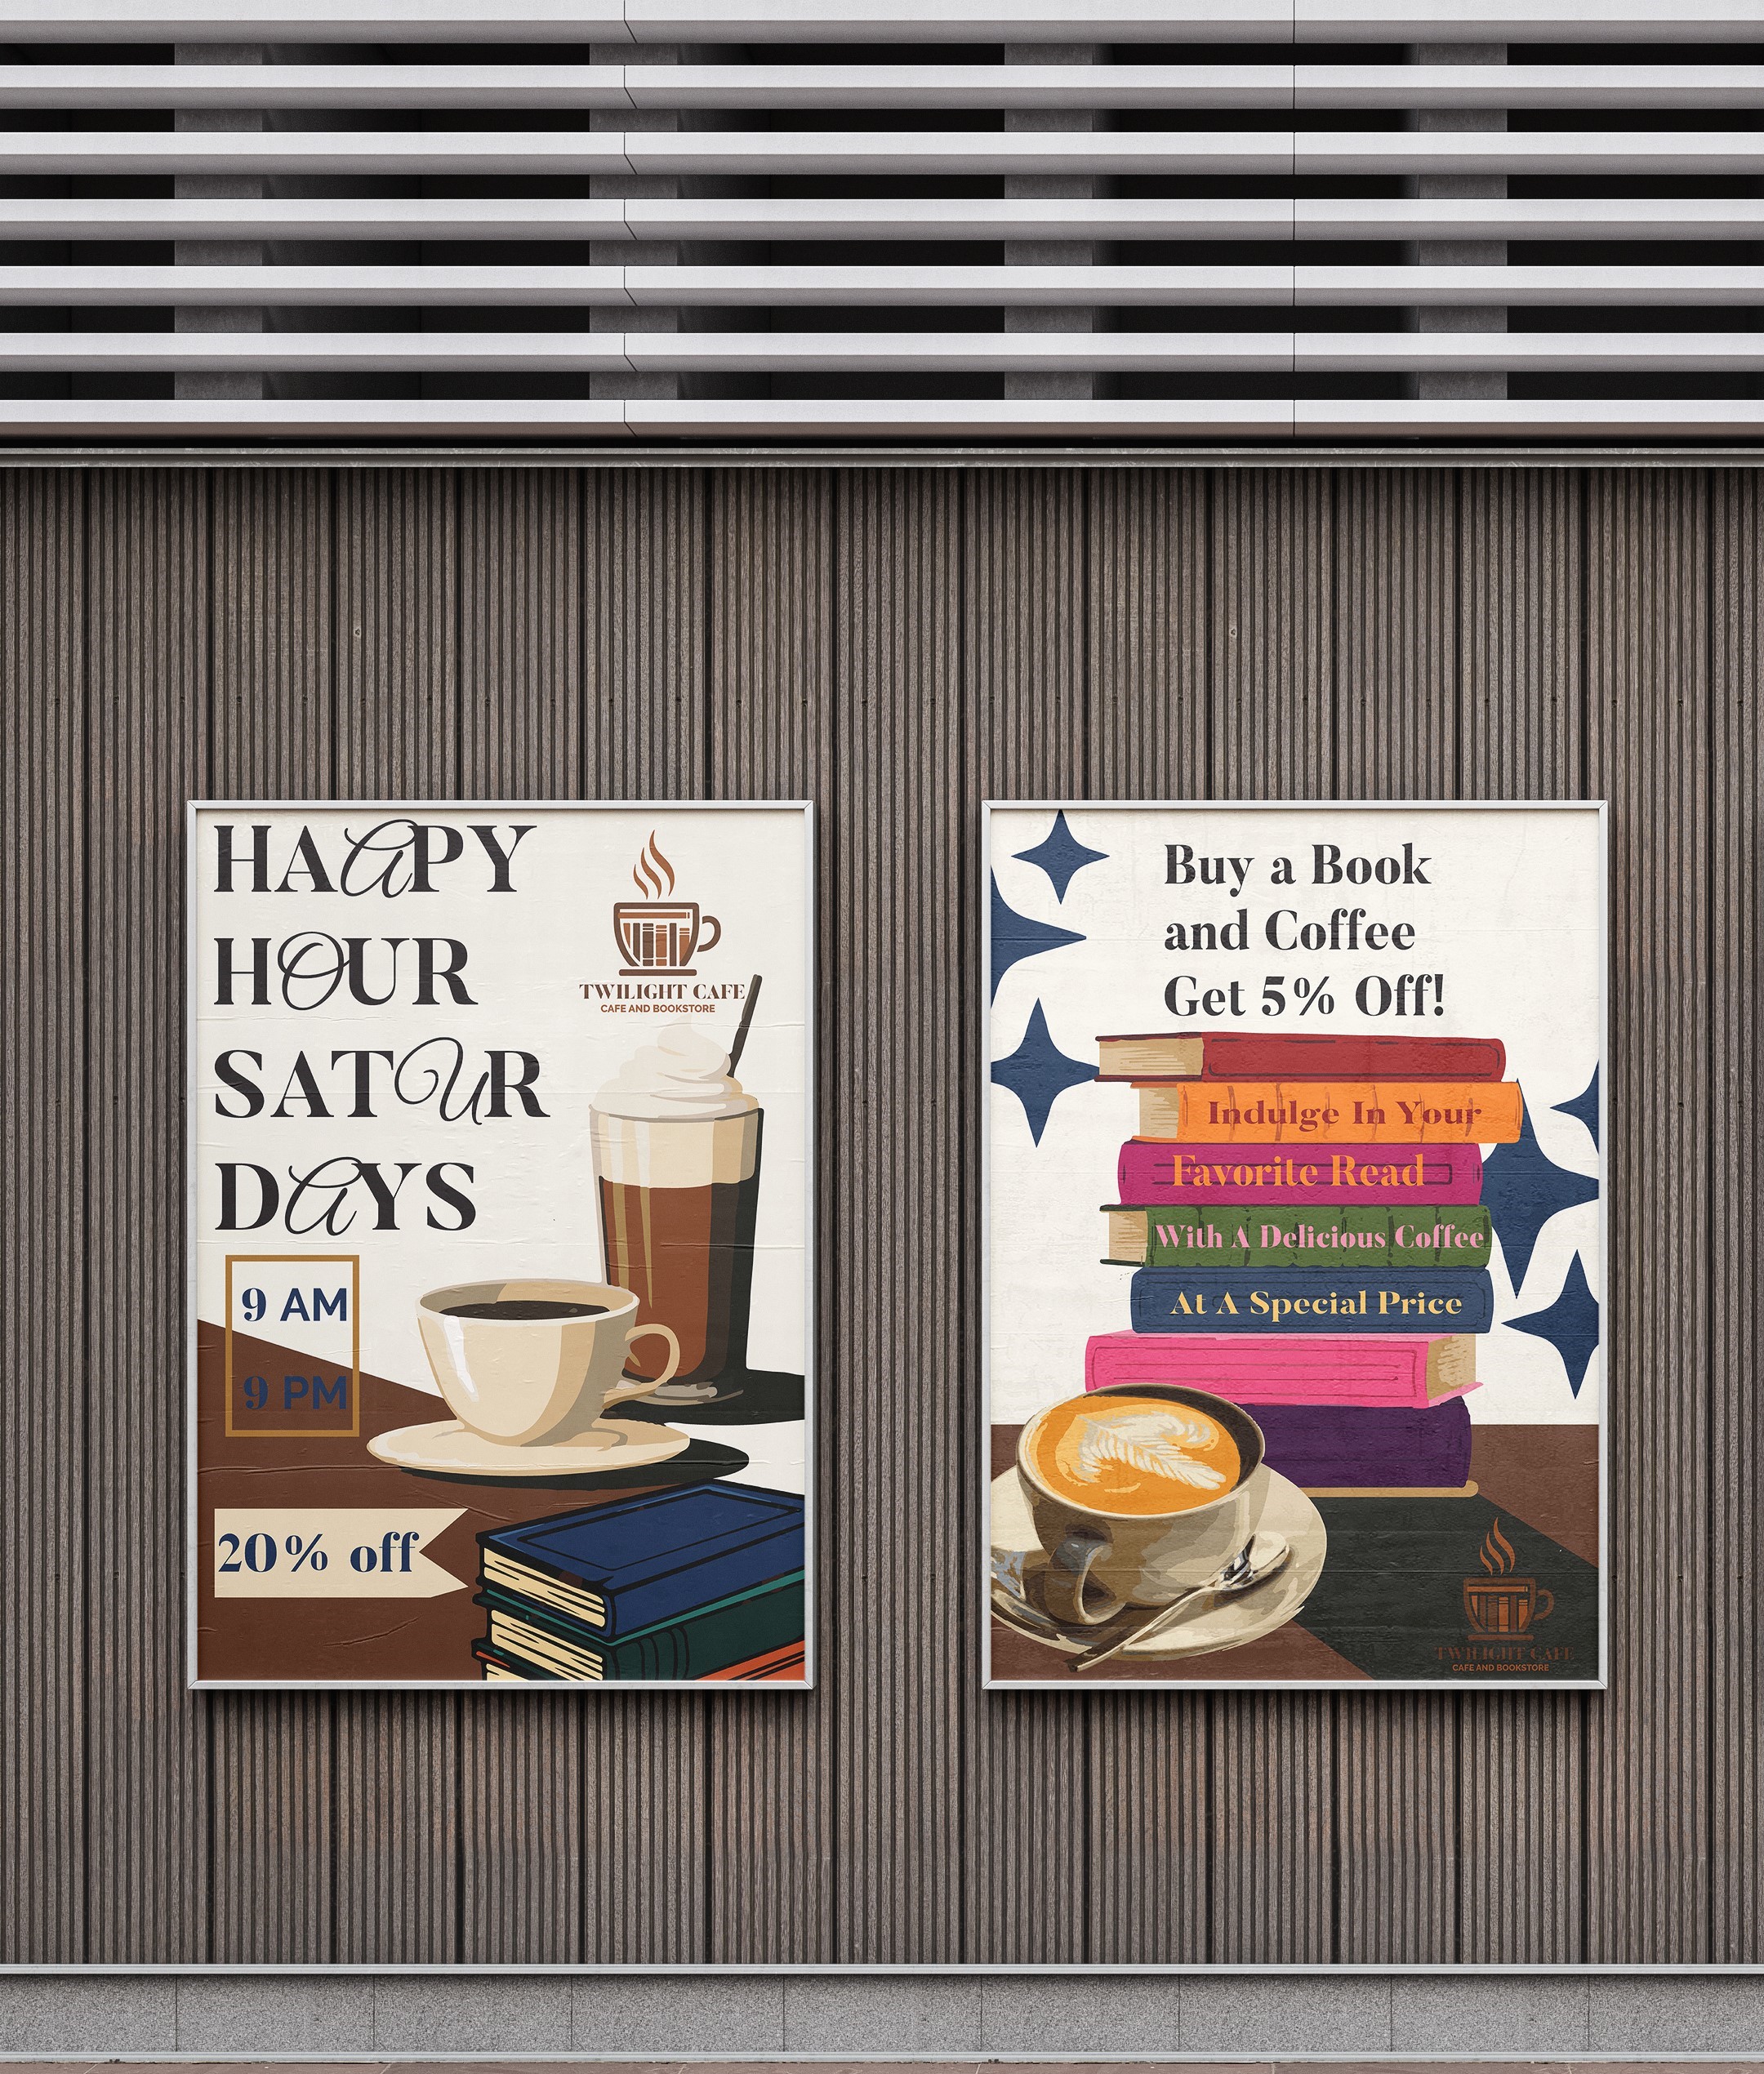 HAAPY
HOUR
SATUR
DAYS
TWILIGHT CAFE
CAFE AND BOOKSTORE
9 AM
9 PM
20% off
Buy a Book
and Coffee
Get 5% Off!
Indulge In Your
Favorite Read
With A Delicious Coffee
At A Special Price
TWILIGHT CAFE
CAFE AND BOOKSTORE